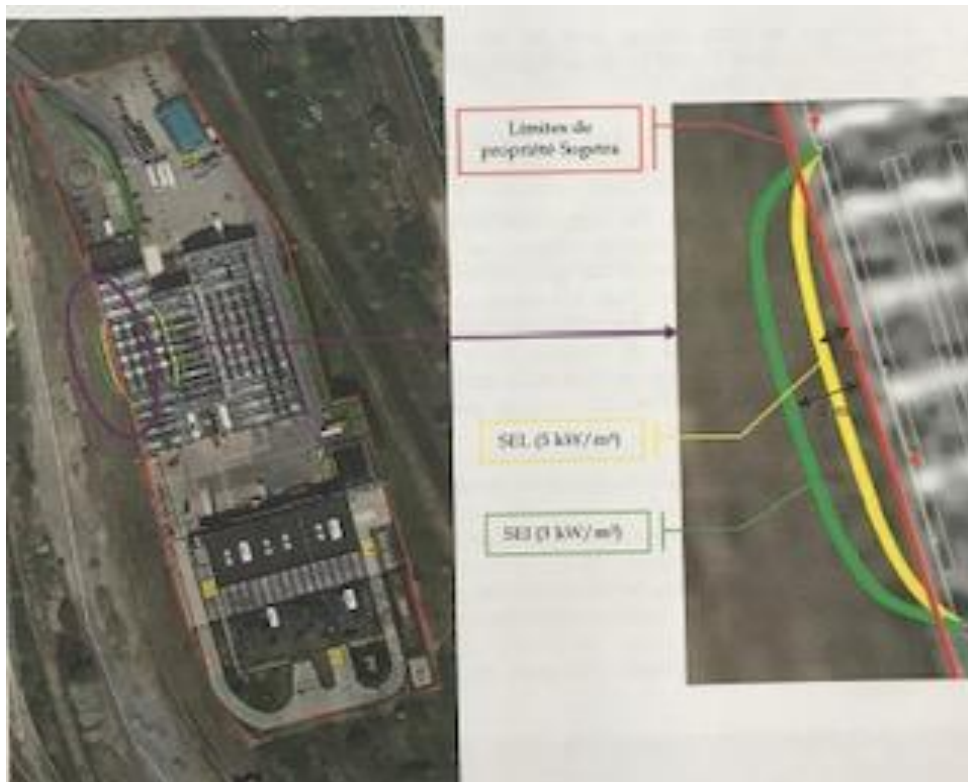 Limites de
propriété Sogetra
SEL (5 kW/m²)
SEI (3 kW/m²)